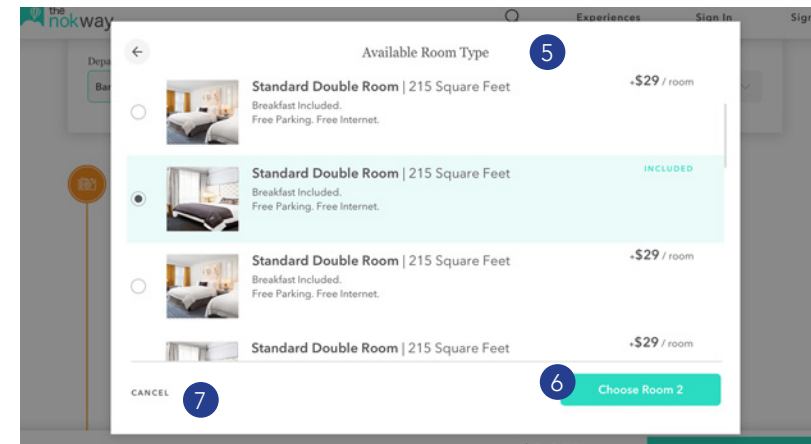 the
nokway
Experiences
Sign In
Sign
Depa
Bar
Available Room Type
5
Standard Double Room | 215 Square Feet
+$29 / room
Breakfast Included.
Free Parking. Free Internet.
Standard Double Room | 215 Square Feet
INCLUDED
Breakfast Included.
Free Parking. Free Internet.
Standard Double Room | 215 Square Feet
+$29 / room
Breakfast Included.
Free Parking. Free Internet.
Standard Double Room | 215 Square Feet
+$29 / room
CANCEL
7
6
Choose Room 2